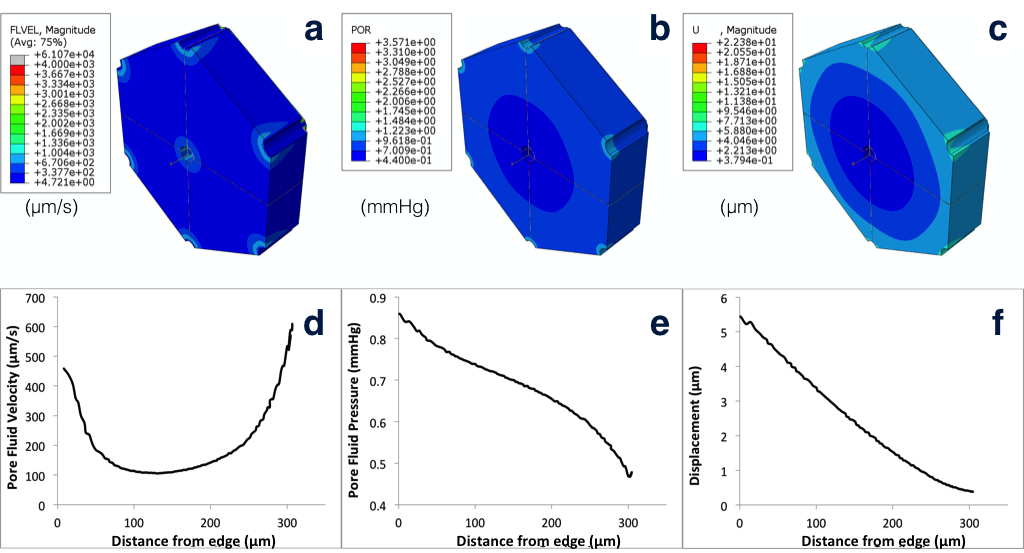 FLVEL, Magnitude
(Avg: 75%)
+6.107e+04
+4.000e+03
+3.667e+03
+3.334e+03
+3.001e+03
+2.668e+03
+2.335e+03
+2.002e+03
+1.669e+03
+1.336e+03
+1.004e+03
+6.706e+02
+3.377e+02
+4.721e+00
(µm/s)
a
POR
+3.571e+00
+3.310e+00
+3.049e+00
+2.788e+00
+2.527e+00
+2.266e+00
+2.006e+00
+1.745e+00
+1.484e+00
+1.223e+00
+9.618e-01
+7.009e-01
+4.400e-01
(mmHg)
b
U , Magnitude
+2.238e+01
+2.055e+01
+1.871e+01
+1.688e+01
+1.505e+01
+1.321e+01
+1.138e+01
+9.546e+00
+7.713e+00
+5.880e+00
+4.046e+00
+2.213e+00
+3.794e-01
(µm)
c
d
Pore Fluid Velocity (µm/s)
700
600
500
400
300
200
100
0
0 100 200 300
Distance from edge (µm)
e
Pore Fluid Pressure (mmHg)
0.9
0.8
0.7
0.6
0.5
0.4
0 100 200 300
Distance from edge (µm)
f
Displacement (µm)
6
5
4
3
2
1
0
0 100 200 300
Distance from edge (µm)